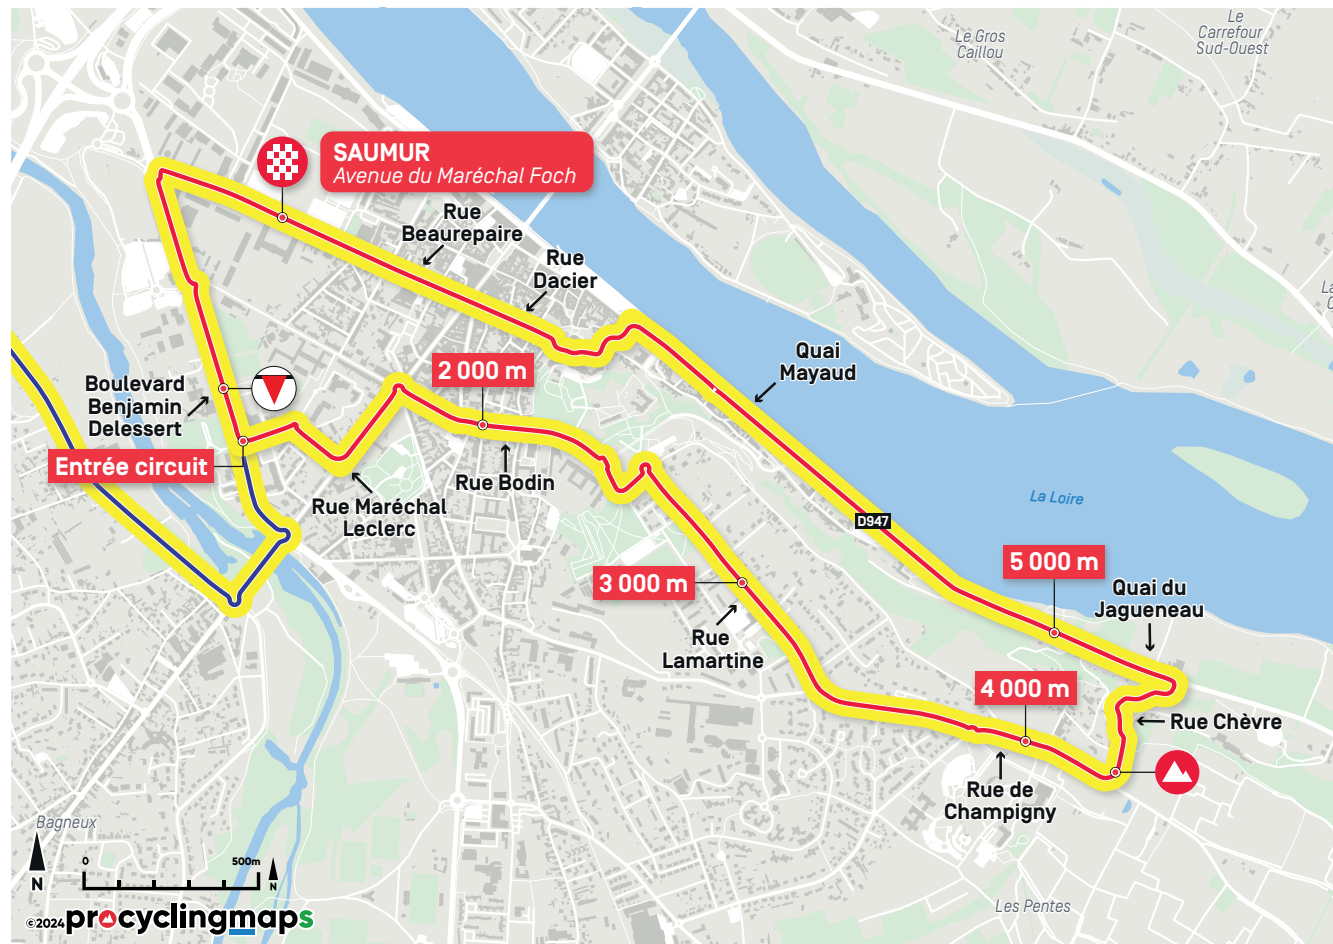 Le
Carrefour
Sud-Ouest
Le Gros
Caillou
SAUMUR
Avenue du Maréchal Foch
Rue
Beaurepaire
Rue
Dacier
Quai
Mayaud
2 000 m
Boulevard
Benjamin
Delessert
Entrée circuit
Rue Maréchal
Leclerc
Rue Bodin
La Loire
D947
3 000 m
5 000 m
Quai du
Jagueneau
Rue
Lamartine
4 000 m
Rue Chèvre
Rue de
Champigny
Bagneux
N
0
500m
N
Les Pentes
©2024 procyclingmaps